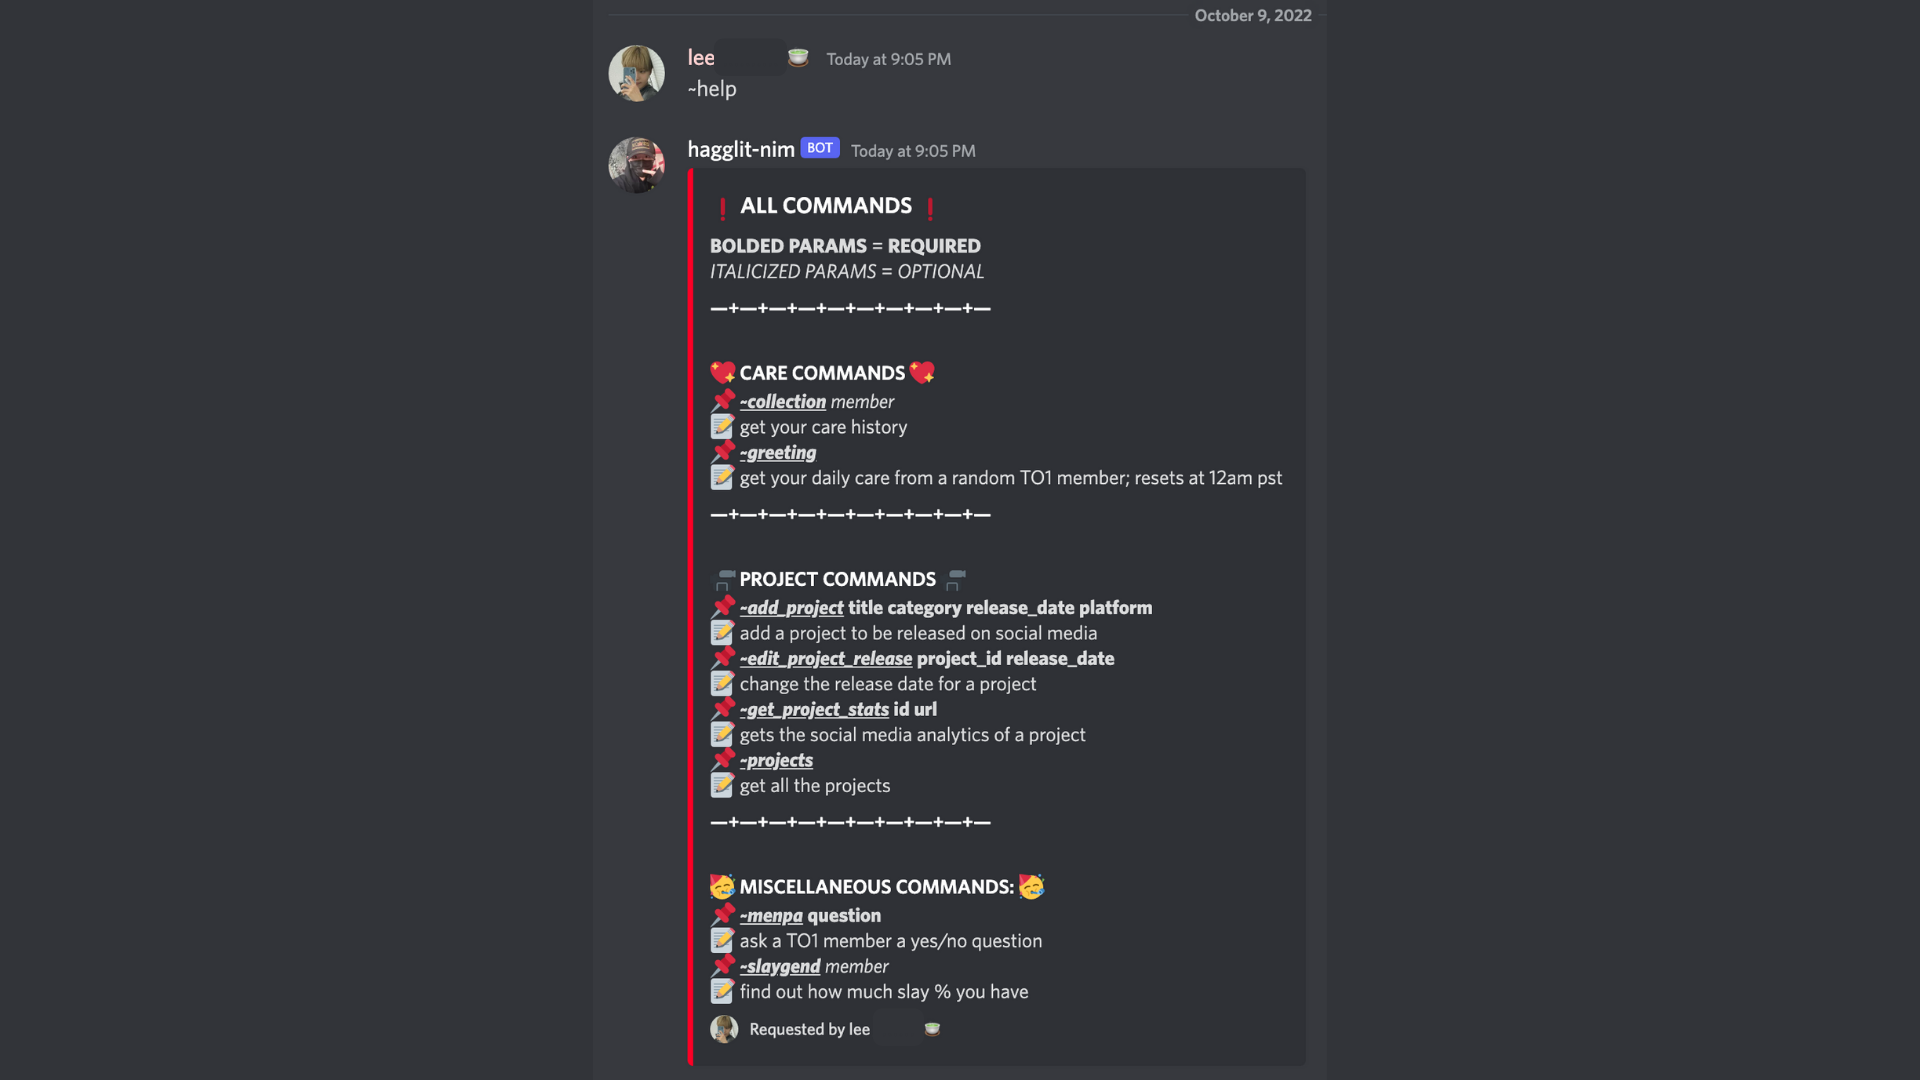 October 9, 2022
lee 🍵 Today at 9:05 PM
~help
hagglit-nim BOT Today at 9:05 PM
❗ ALL COMMANDS ❗
BOLDED PARAMS = REQUIRED
ITALICIZED PARAMS = OPTIONAL
—+—+—+—+—+—+—+—+—+—
💖 CARE COMMANDS 💖
📌 ~collection member
📝 get your care history
📌 ~greeting
📝 get your daily care from a random TO1 member; resets at 12am pst
—+—+—+—+—+—+—+—+—+—
PROJECT COMMANDS
📌 ~add_project title category release_date platform
📝 add a project to be released on social media
📌 ~edit_project_release project_id release_date
📝 change the release date for a project
📌 ~get_project_stats id url
📝 gets the social media analytics of a project
📌 ~projects
📝 get all the projects
—+—+—+—+—+—+—+—+—+—
🥳 MISCELLANEOUS COMMANDS: 🥳
📌 ~menpa question
📝 ask a TO1 member a yes/no question
📌 ~slaygend member
📝 find out how much slay % you have
Requested by lee 🍵